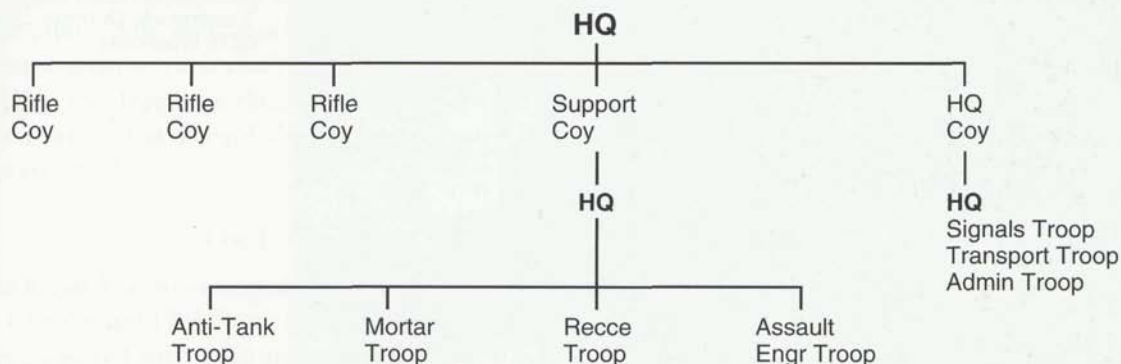 HQ
Rifle
Coy
Rifle
Coy
Rifle
Coy
Support
Coy
HQ
Coy
HQ
HQ
Signals Troop
Transport Troop
Admin Troop
Anti-Tank
Troop
Mortar
Troop
Recce
Troop
Assault
Engr Troop